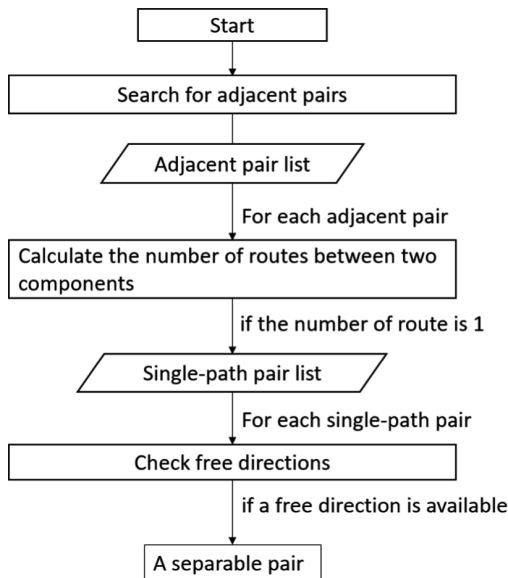 Start
Search for adjacent pairs
Adjacent pair list
For each adjacent pair
Calculate the number of routes between two
components
if the number of route is 1
Single-path pair list
For each single-path pair
Check free directions
if a free direction is available
A separable pair